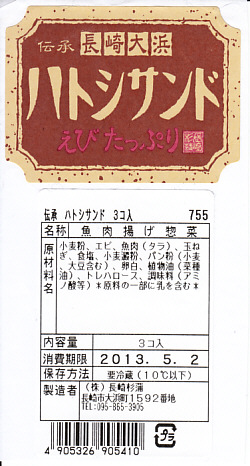 伝承 長崎大浜
ハトシサンド
えびたっぷり
伝承 ハトシサンド 3コ入 755
名称 魚肉揚げ惣菜
原材料名 小麦粉、エビ、魚肉(タラ)、玉ね
ぎ、食塩、小麦澱粉、パン粉(小麦
、大豆含む)、卵白、植物油(菜種
油)、トレハロース、調味料(アミ
ノ酸等)*原料の一部に乳を含む*
内容量 3コ入
消費期限 2013. 5. 2
保存方法 要冷蔵(10℃以下)
製造者 (株)長崎杉蒲
長崎市大浜町1592番地
TEL:095-865-3905
4 905326 905410
プラ